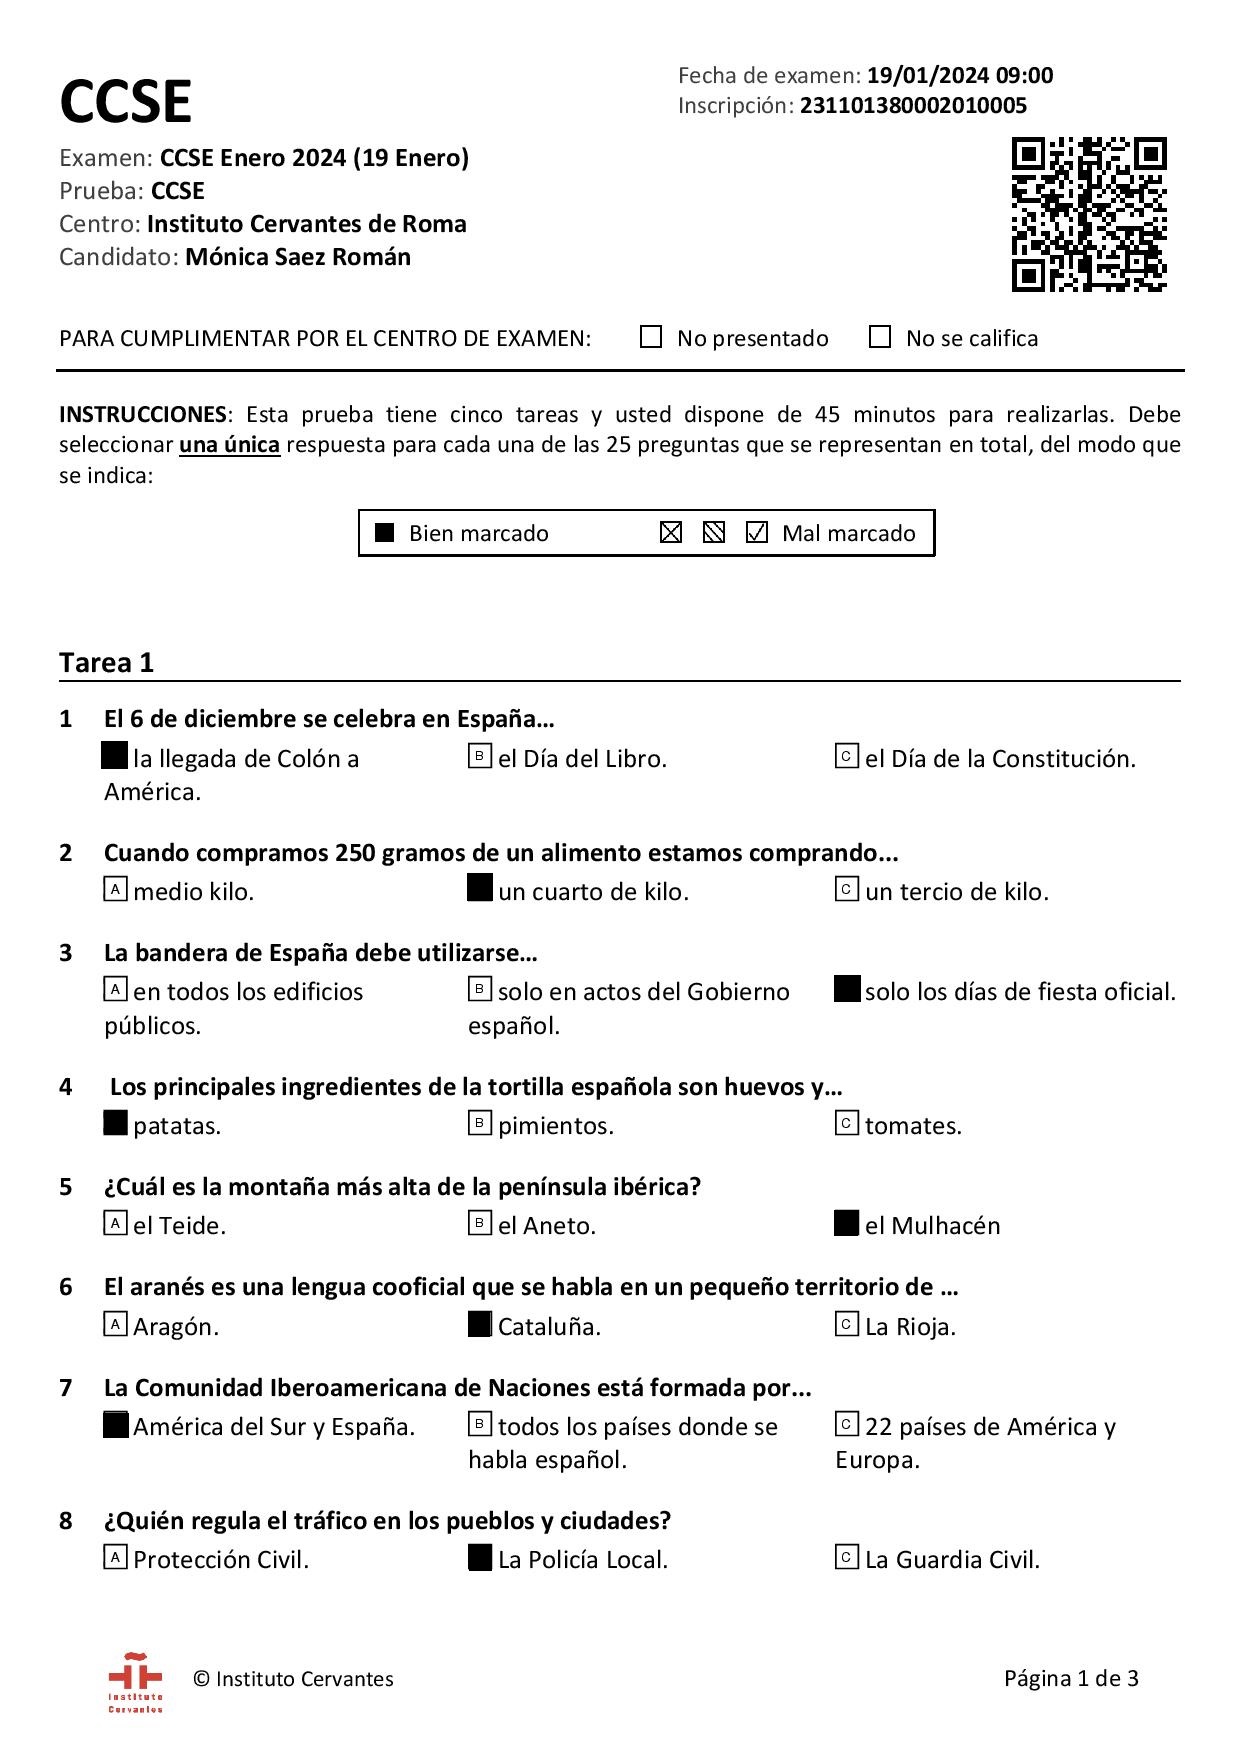 CCSE
Fecha de examen: 19/01/2024 09:00
Inscripción: 231101380002010005
Examen: CCSE Enero 2024 (19 Enero)
Prueba: CCSE
Centro: Instituto Cervantes de Roma
Candidato: Mónica Saez Román
PARA CUMPLIMENTAR POR EL CENTRO DE EXAMEN: No presentado No se califica
INSTRUCCIONES: Esta prueba tiene cinco tareas y usted dispone de 45 minutos para realizarlas. Debe
seleccionar una única respuesta para cada una de las 25 preguntas que se representan en total, del modo que
se indica:
Bien marcado Mal marcado
Tarea 1
1 El 6 de diciembre se celebra en España...
la llegada de Colón a
América.
B el Día del Libro.
C el Día de la Constitución.
2 Cuando compramos 250 gramos de un alimento estamos comprando...
A medio kilo.
un cuarto de kilo.
C un tercio de kilo.
3 La bandera de España debe utilizarse...
A en todos los edificios
públicos.
B solo en actos del Gobierno
español.
solo los días de fiesta oficial.
4 Los principales ingredientes de la tortilla española son huevos y...
patatas.
B pimientos.
C tomates.
5 ¿Cuál es la montaña más alta de la península ibérica?
A el Teide.
B el Aneto.
el Mulhacén
6 El aranés es una lengua cooficial que se habla en un pequeño territorio de ...
A Aragón.
Cataluña.
C La Rioja.
7 La Comunidad Iberoamericana de Naciones está formada por...
América del Sur y España.
B todos los países donde se
habla español.
C 22 países de América y
Europa.
8 ¿Quién regula el tráfico en los pueblos y ciudades?
A Protección Civil.
La Policía Local.
C La Guardia Civil.
Instituto
Cervantes
© Instituto Cervantes
Página 1 de 3